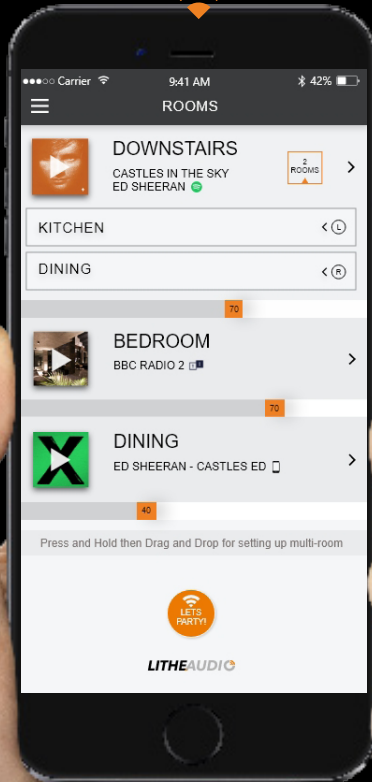 Carrier 9:41 AM 42%
ROOMS
DOWNSTAIRS
CASTLES IN THE SKY
ED SHEERAN
2
ROOMS
KITCHEN < L
DINING < R
70
BEDROOM
BBC RADIO 2
70
X
DINING
ED SHEERAN - CASTLES ED
40
Press and Hold then Drag and Drop for setting up multi-room
LETS
PARTY!
LITHEAUDIO